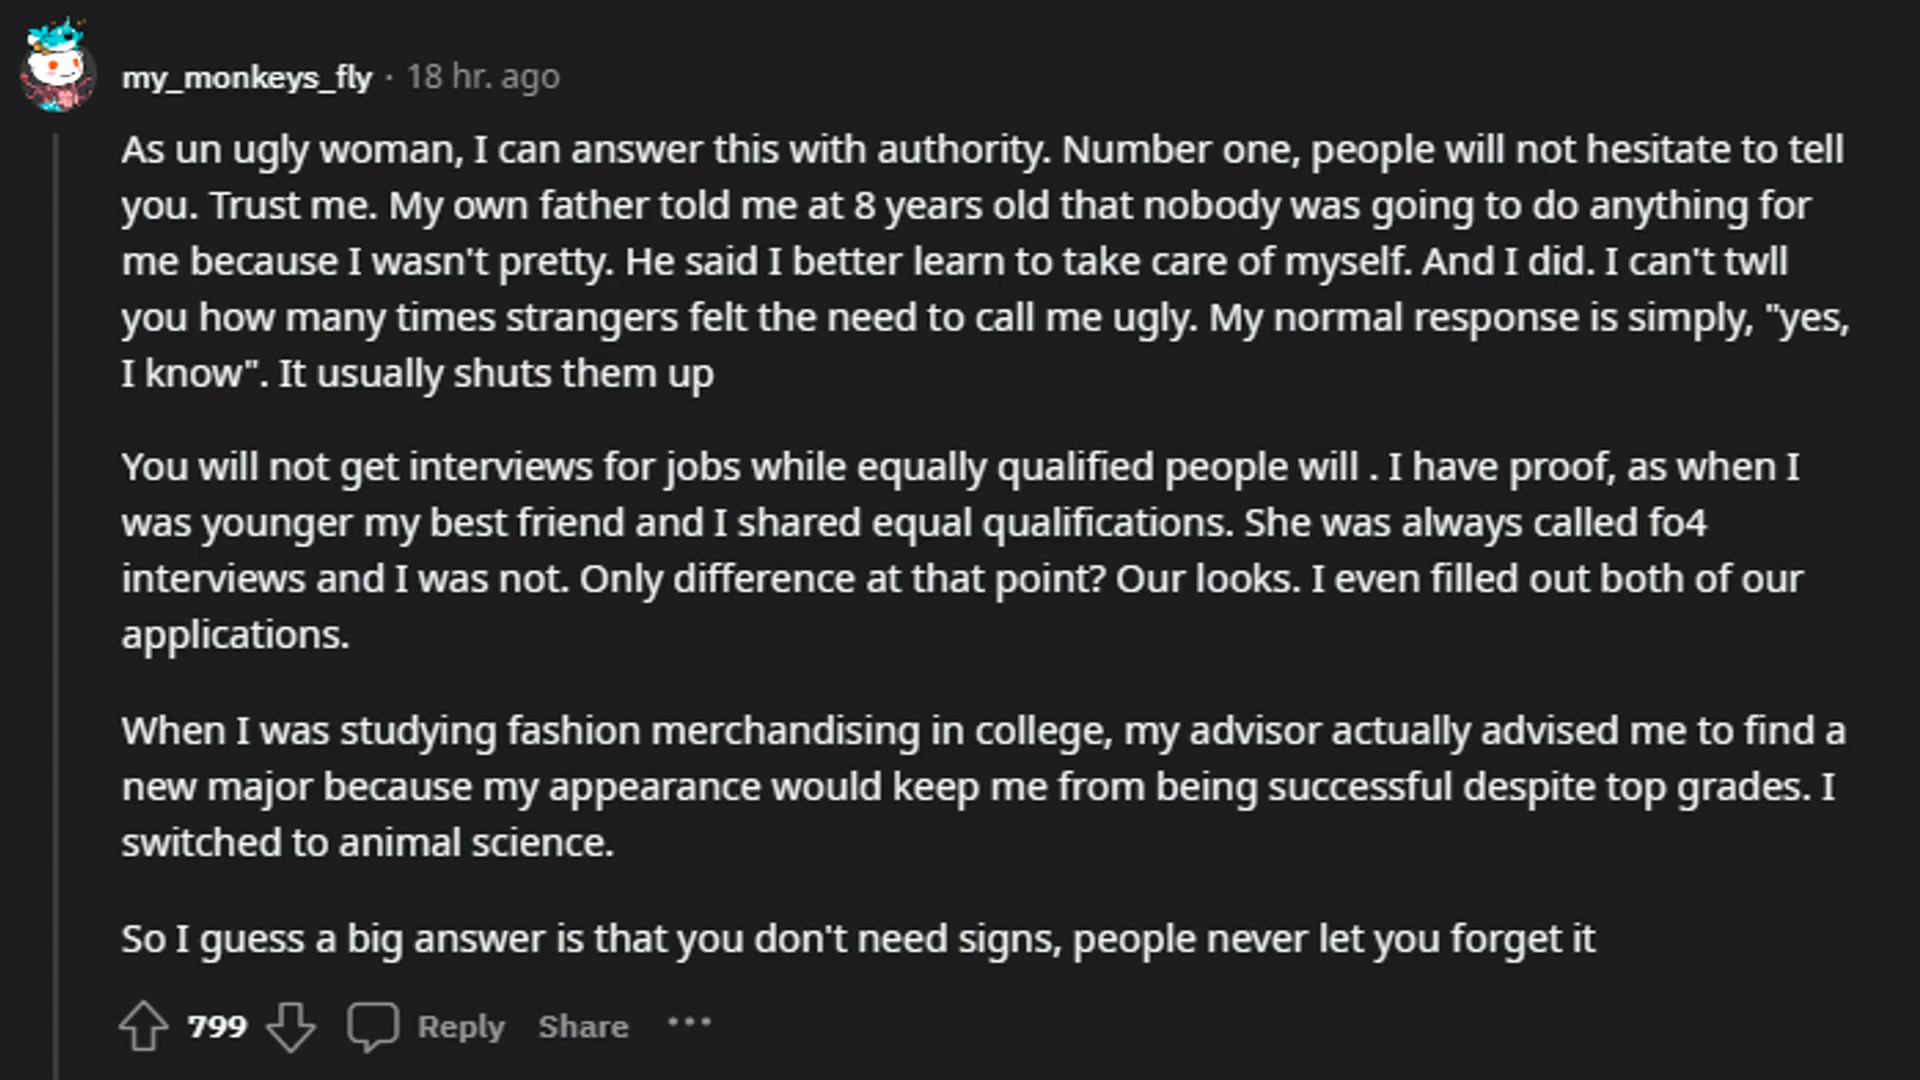 my_monkeys_fly · 18 hr. ago
As un ugly woman, I can answer this with authority. Number one, people will not hesitate to tell
you. Trust me. My own father told me at 8 years old that nobody was going to do anything for
me because I wasn't pretty. He said I better learn to take care of myself. And I did. I can't twll
you how many times strangers felt the need to call me ugly. My normal response is simply, "yes,
I know". It usually shuts them up
You will not get interviews for jobs while equally qualified people will . I have proof, as when I
was younger my best friend and I shared equal qualifications. She was always called fo4
interviews and I was not. Only difference at that point? Our looks. I even filled out both of our
applications.
When I was studying fashion merchandising in college, my advisor actually advised me to find a
new major because my appearance would keep me from being successful despite top grades. I
switched to animal science.
So I guess a big answer is that you don't need signs, people never let you forget it
799 Reply Share ···